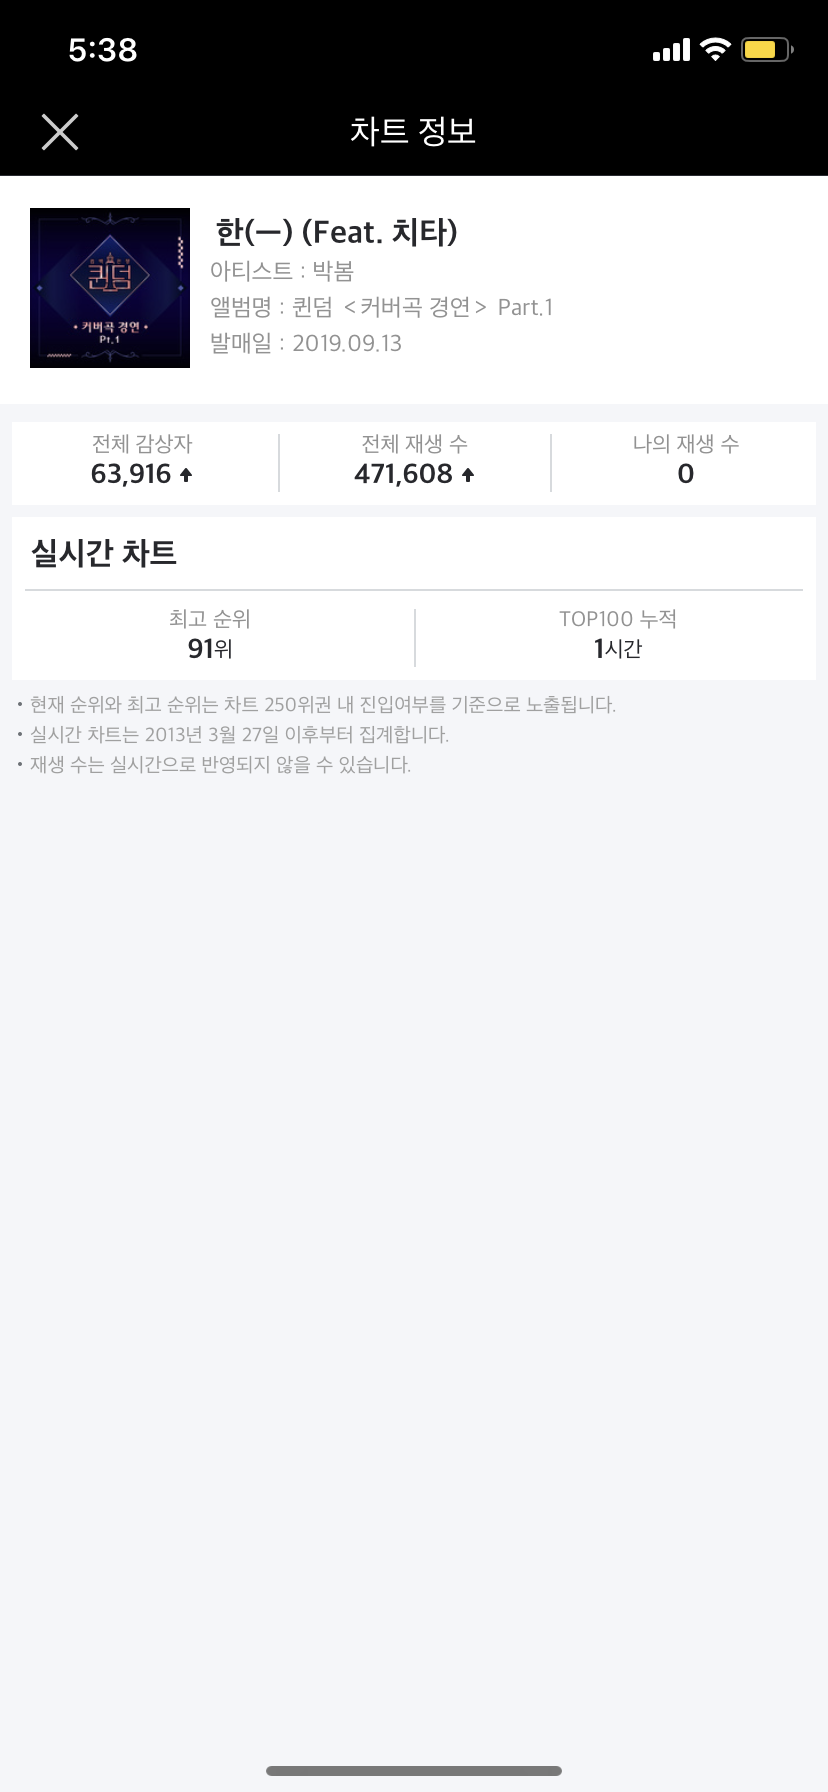 5:38
차트 정보
퀸덤
• 커버곡 경연 •
Pt.1
한(一) (Feat. 치타)
아티스트 : 박봄
앨범명 : 퀸덤 <커버곡 경연> Part.1
발매일 : 2019.09.13
전체 감상자
63,916
전체 재생 수
471,608
나의 재생 수
0
실시간 차트
최고 순위
91위
TOP100 누적
1시간
• 현재 순위와 최고 순위는 차트 250위권 내 진입여부를 기준으로 노출됩니다.
• 실시간 차트는 2013년 3월 27일 이후부터 집계합니다.
• 재생 수는 실시간으로 반영되지 않을 수 있습니다.